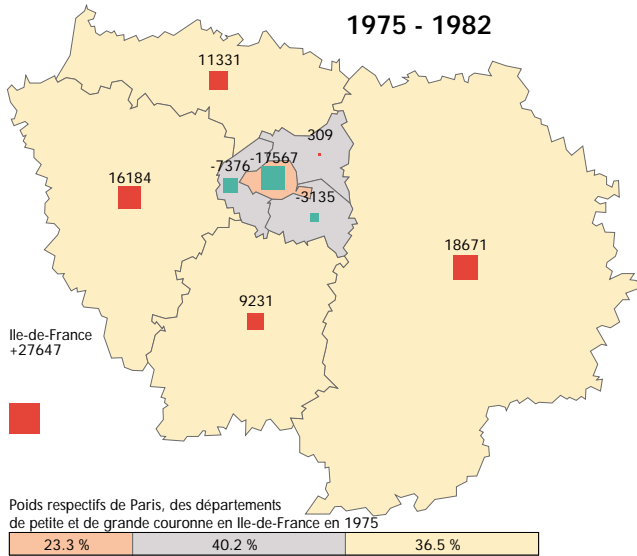 1975 - 1982
11331
309
-17567
-7376
16184
-3135
18671
9231
Ile-de-France
+27647
Poids respectifs de Paris, des départements
de petite et de grande couronne en Ile-de-France en 1975
23.3 % 40.2 % 36.5 %